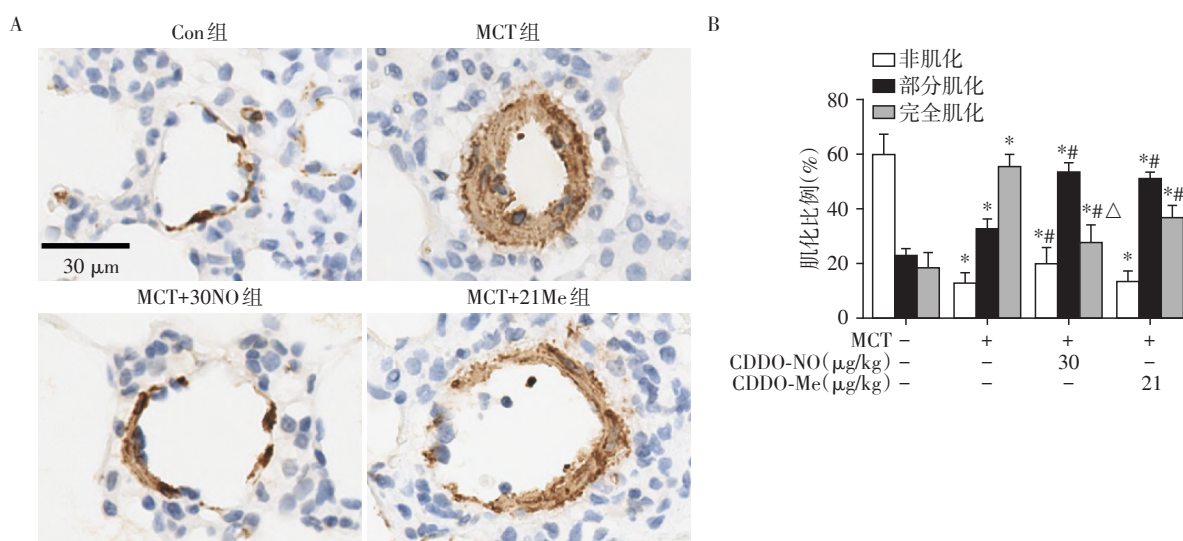 A
Con组
MCT组
30 μm
MCT+30NO组
MCT+21Me组
B
非肌化
部分肌化
完全肌化
肌化比例(%)
80
60
40
20
0
* * *
*# *# *#△
* *# *#
MCT − + + +
CDDO-NO(μg/kg) − − 30 −
CDDO-Me(μg/kg) − − − 21